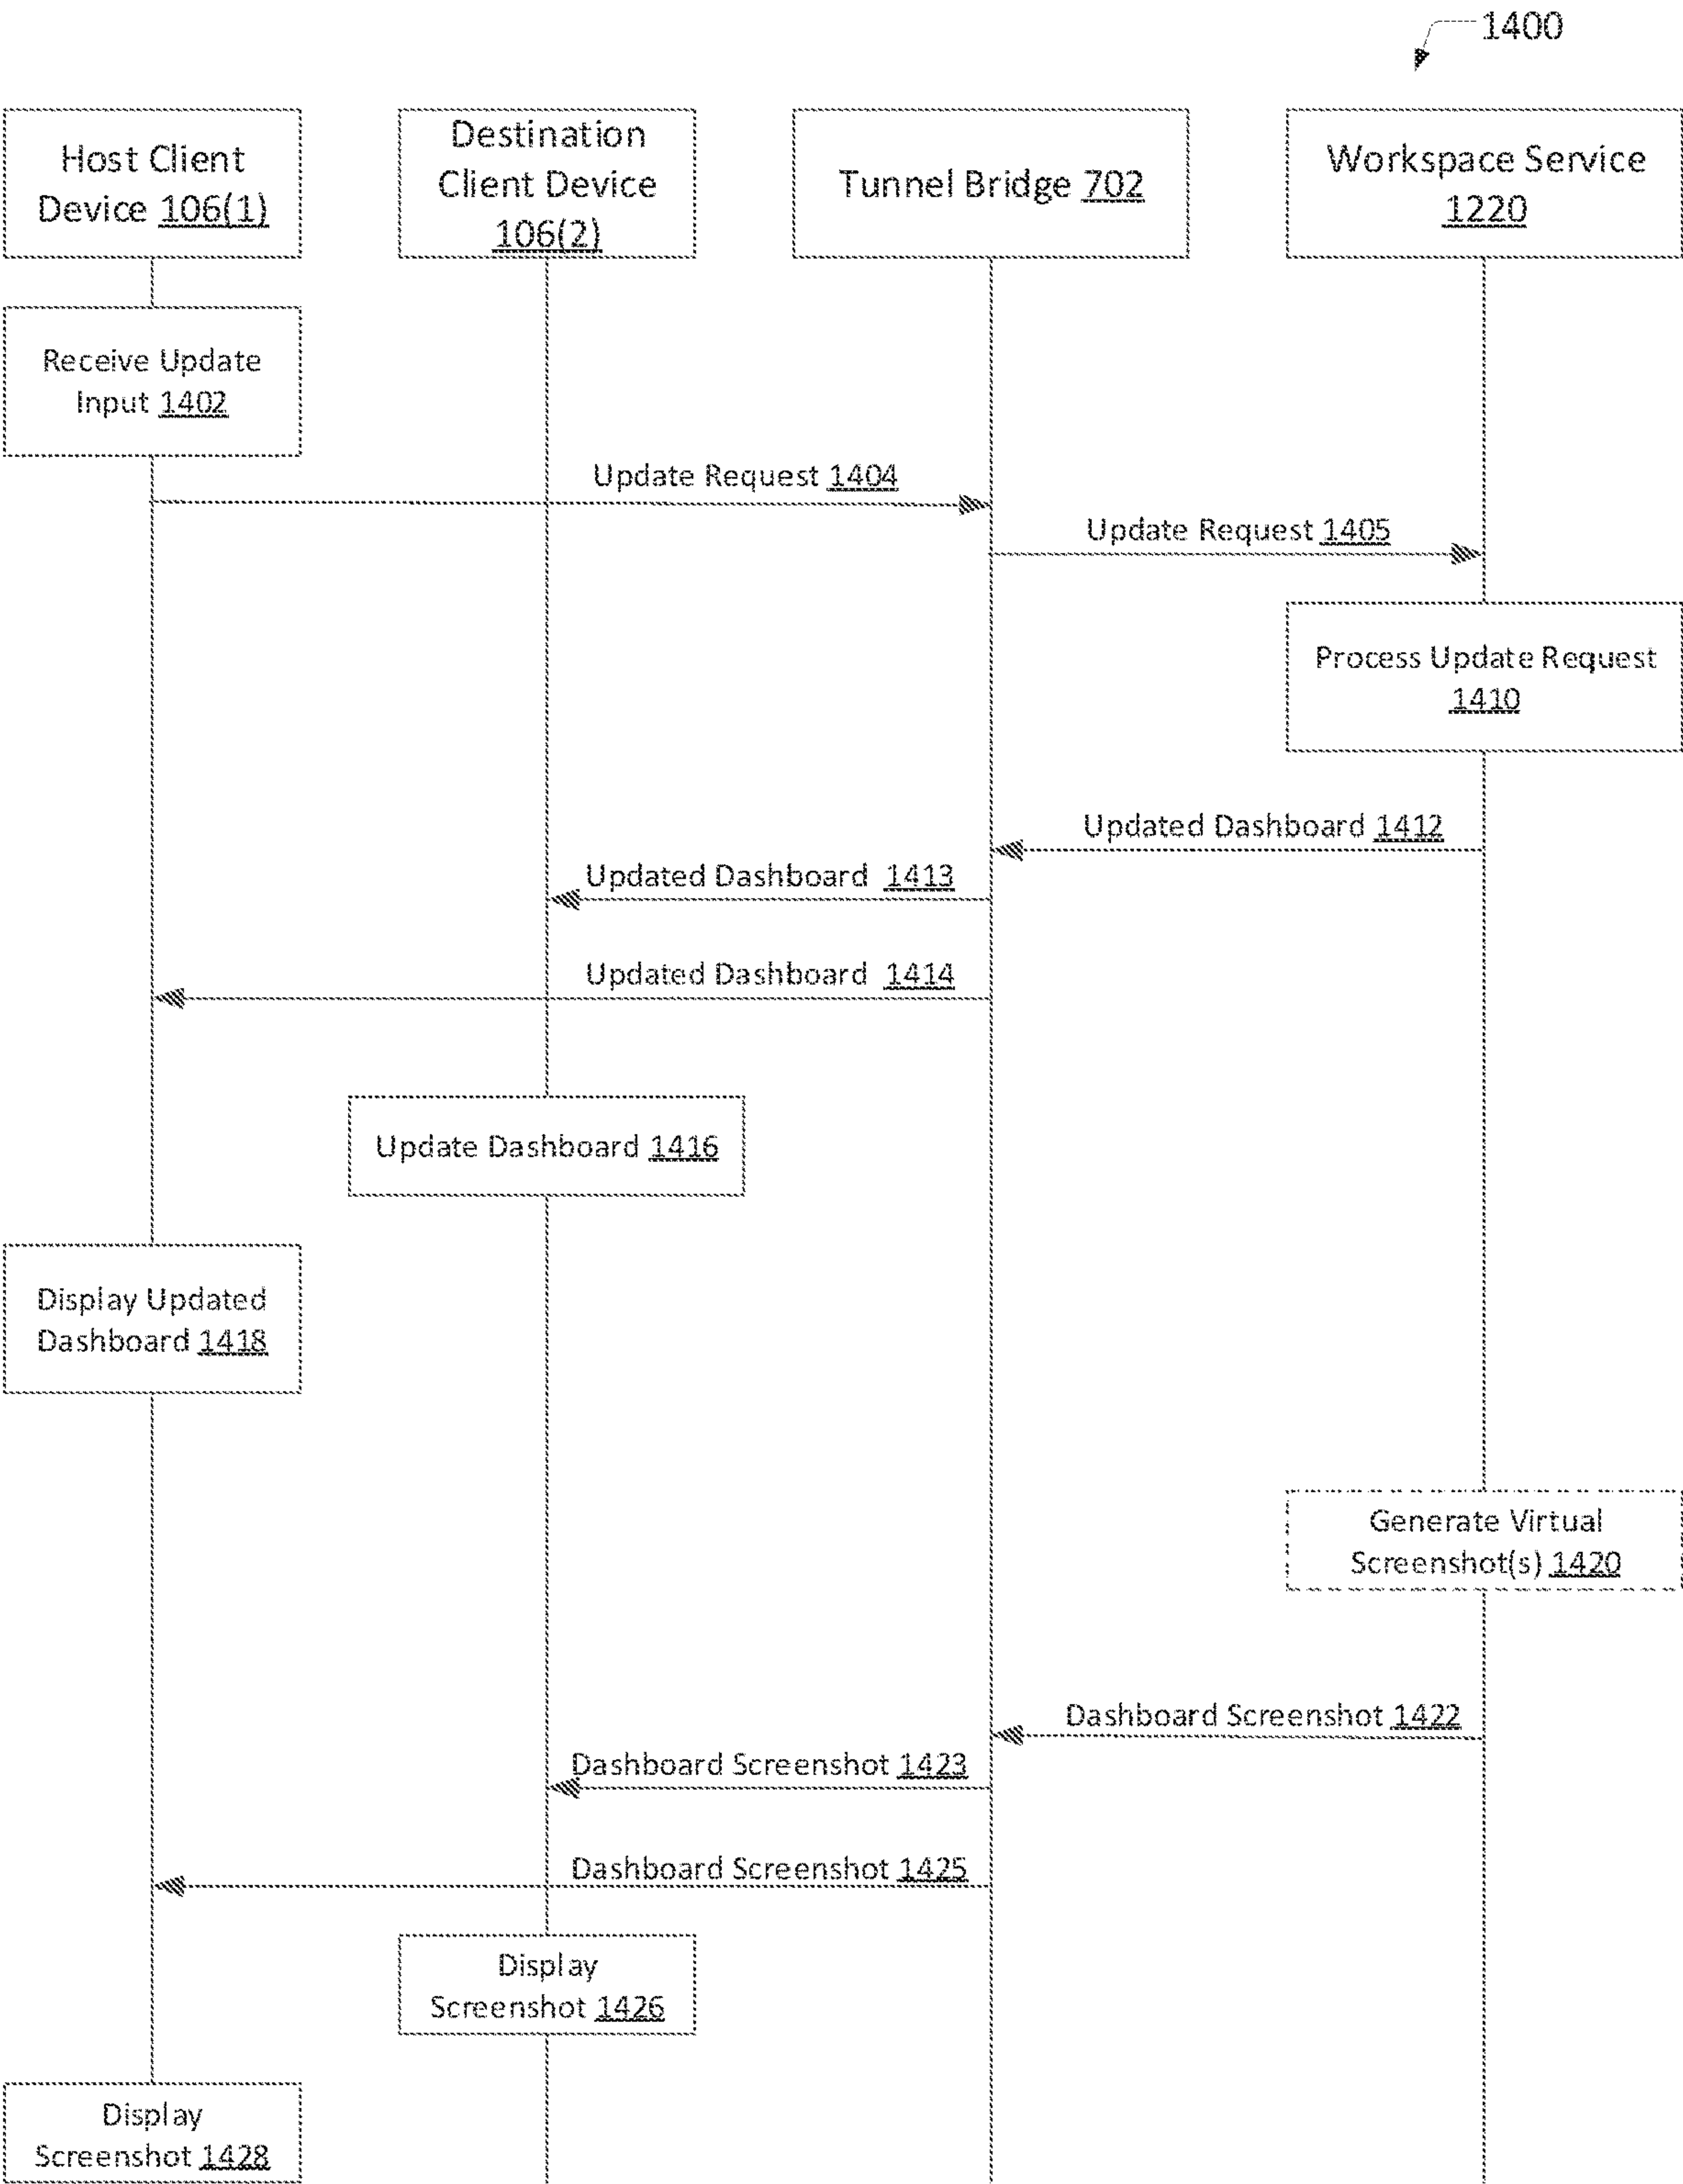 1400
Host Client
Device 106(1)
Destination
Client Device
106(2)
Tunnel Bridge 702
Workspace Service
1220
Receive Update
Input 1402
Update Request 1404
Update Request 1405
Process Update Request
1410
Updated Dashboard 1412
Updated Dashboard 1413
Updated Dashboard 1414
Update Dashboard 1416
Display Updated
Dashboard 1418
Generate Virtual
Screenshot(s) 1420
Dashboard Screenshot 1422
Dashboard Screenshot 1423
Dashboard Screenshot 1425
Display
Screenshot 1426
Display
Screenshot 1428